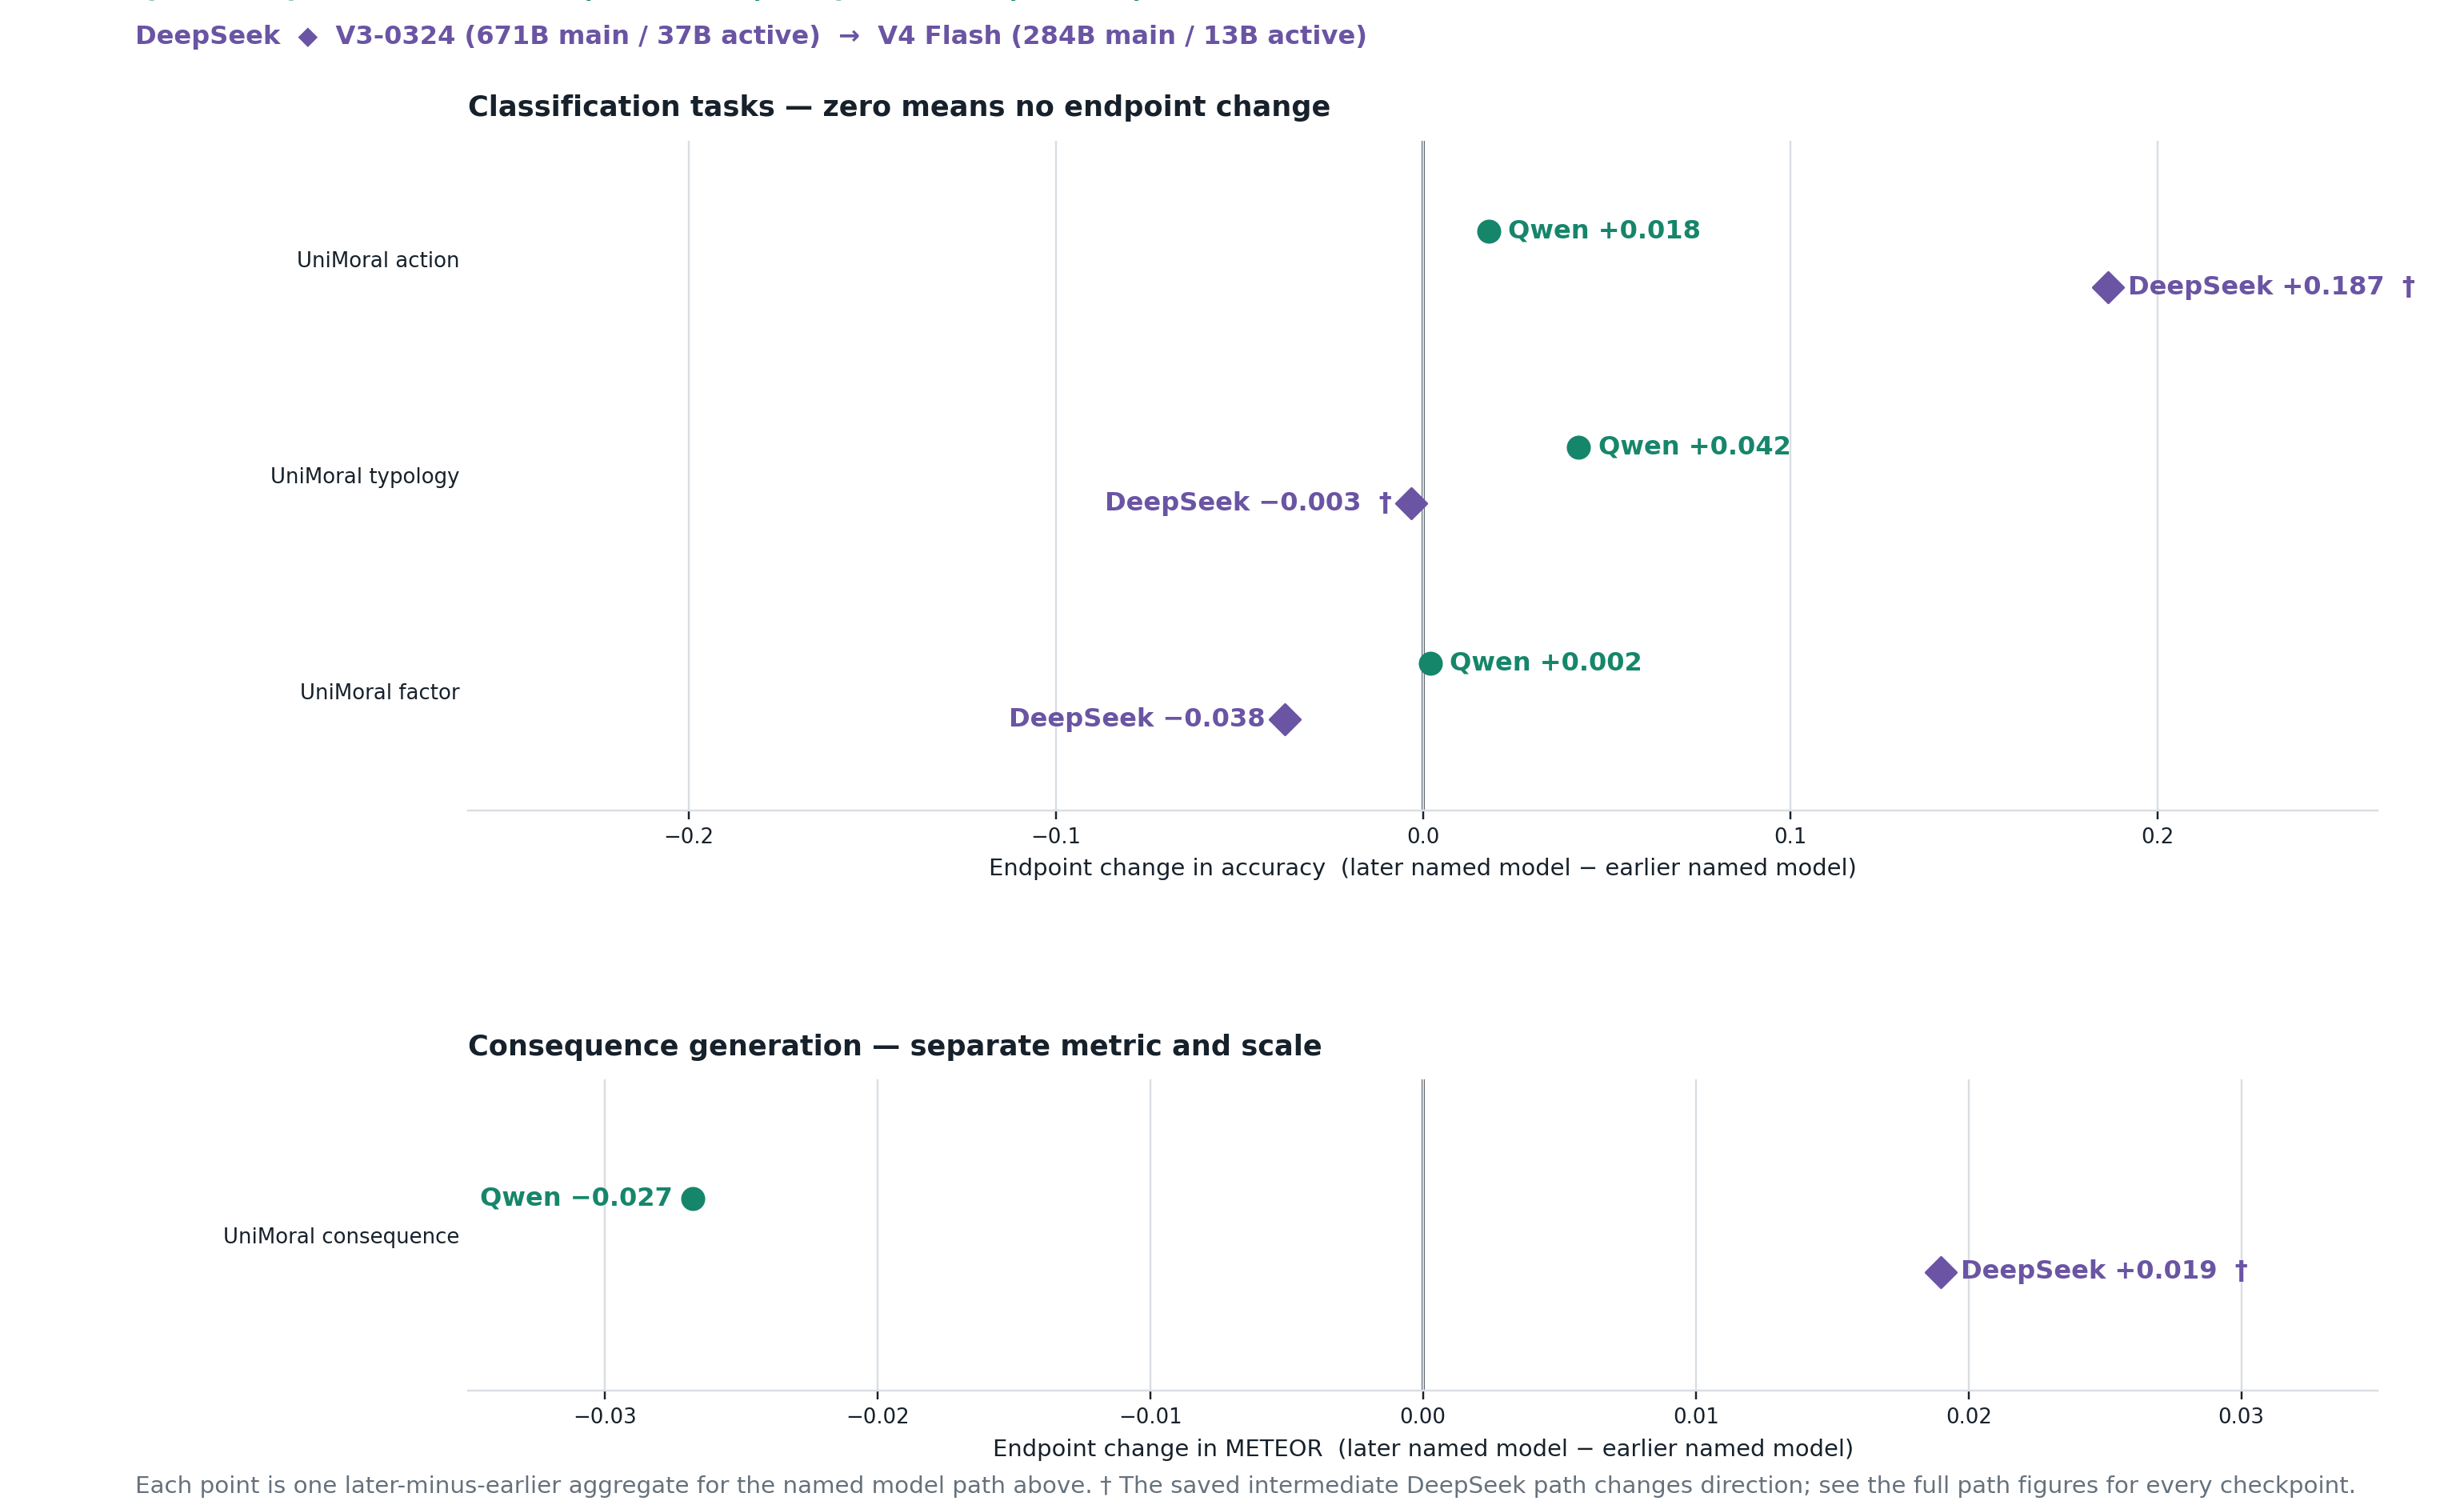 DeepSeek ◆ V3-0324 (671B main / 37B active) → V4 Flash (284B main / 13B active)
Classification tasks — zero means no endpoint change
Qwen +0.018
UniMoral action
DeepSeek +0.187 †
Qwen +0.042
UniMoral typology
DeepSeek −0.003 †
Qwen +0.002
UniMoral factor
DeepSeek −0.038
−0.2 −0.1 0.0 0.1 0.2
Endpoint change in accuracy (later named model − earlier named model)
Consequence generation — separate metric and scale
Qwen −0.027
UniMoral consequence
DeepSeek +0.019 †
−0.03 −0.02 −0.01 0.00 0.01 0.02 0.03
Endpoint change in METEOR (later named model − earlier named model)
Each point is one later-minus-earlier aggregate for the named model path above. † The saved intermediate DeepSeek path changes direction; see the full path figures for every checkpoint.